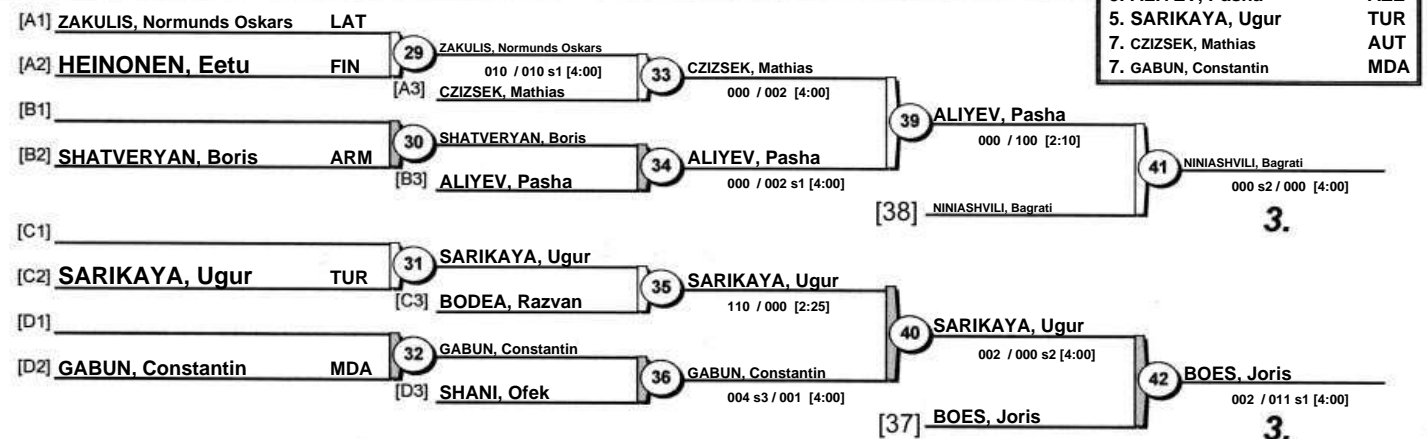 5. SARIKAYA, Ugur TUR
7. CZIZSEK, Mathias AUT
7. GABUN, Constantin MDA
[A1] ZAKULIS, Normunds Oskars LAT
[A2] HEINONEN, Eetu FIN
29
ZAKULIS, Normunds Oskars
010 / 010 s1 [4:00]
[A3] CZIZSEK, Mathias
33
CZIZSEK, Mathias
000 / 002 [4:00]
[B1]
[B2] SHATVERYAN, Boris ARM
30
SHATVERYAN, Boris
[B3] ALIYEV, Pasha
34
ALIYEV, Pasha
000 / 002 s1 [4:00]
39
ALIYEV, Pasha
000 / 100 [2:10]
[38] NINIASHVILI, Bagrati
41
NINIASHVILI, Bagrati
000 s2 / 000 [4:00]
3.
[C1]
[C2] SARIKAYA, Ugur TUR
31
SARIKAYA, Ugur
[C3] BODEA, Razvan
35
SARIKAYA, Ugur
110 / 000 [2:25]
[D1]
[D2] GABUN, Constantin MDA
32
GABUN, Constantin
[D3] SHANI, Ofek
36
GABUN, Constantin
004 s3 / 001 [4:00]
40
SARIKAYA, Ugur
002 / 000 s2 [4:00]
[37] BOES, Joris
42
BOES, Joris
002 / 011 s1 [4:00]
3.